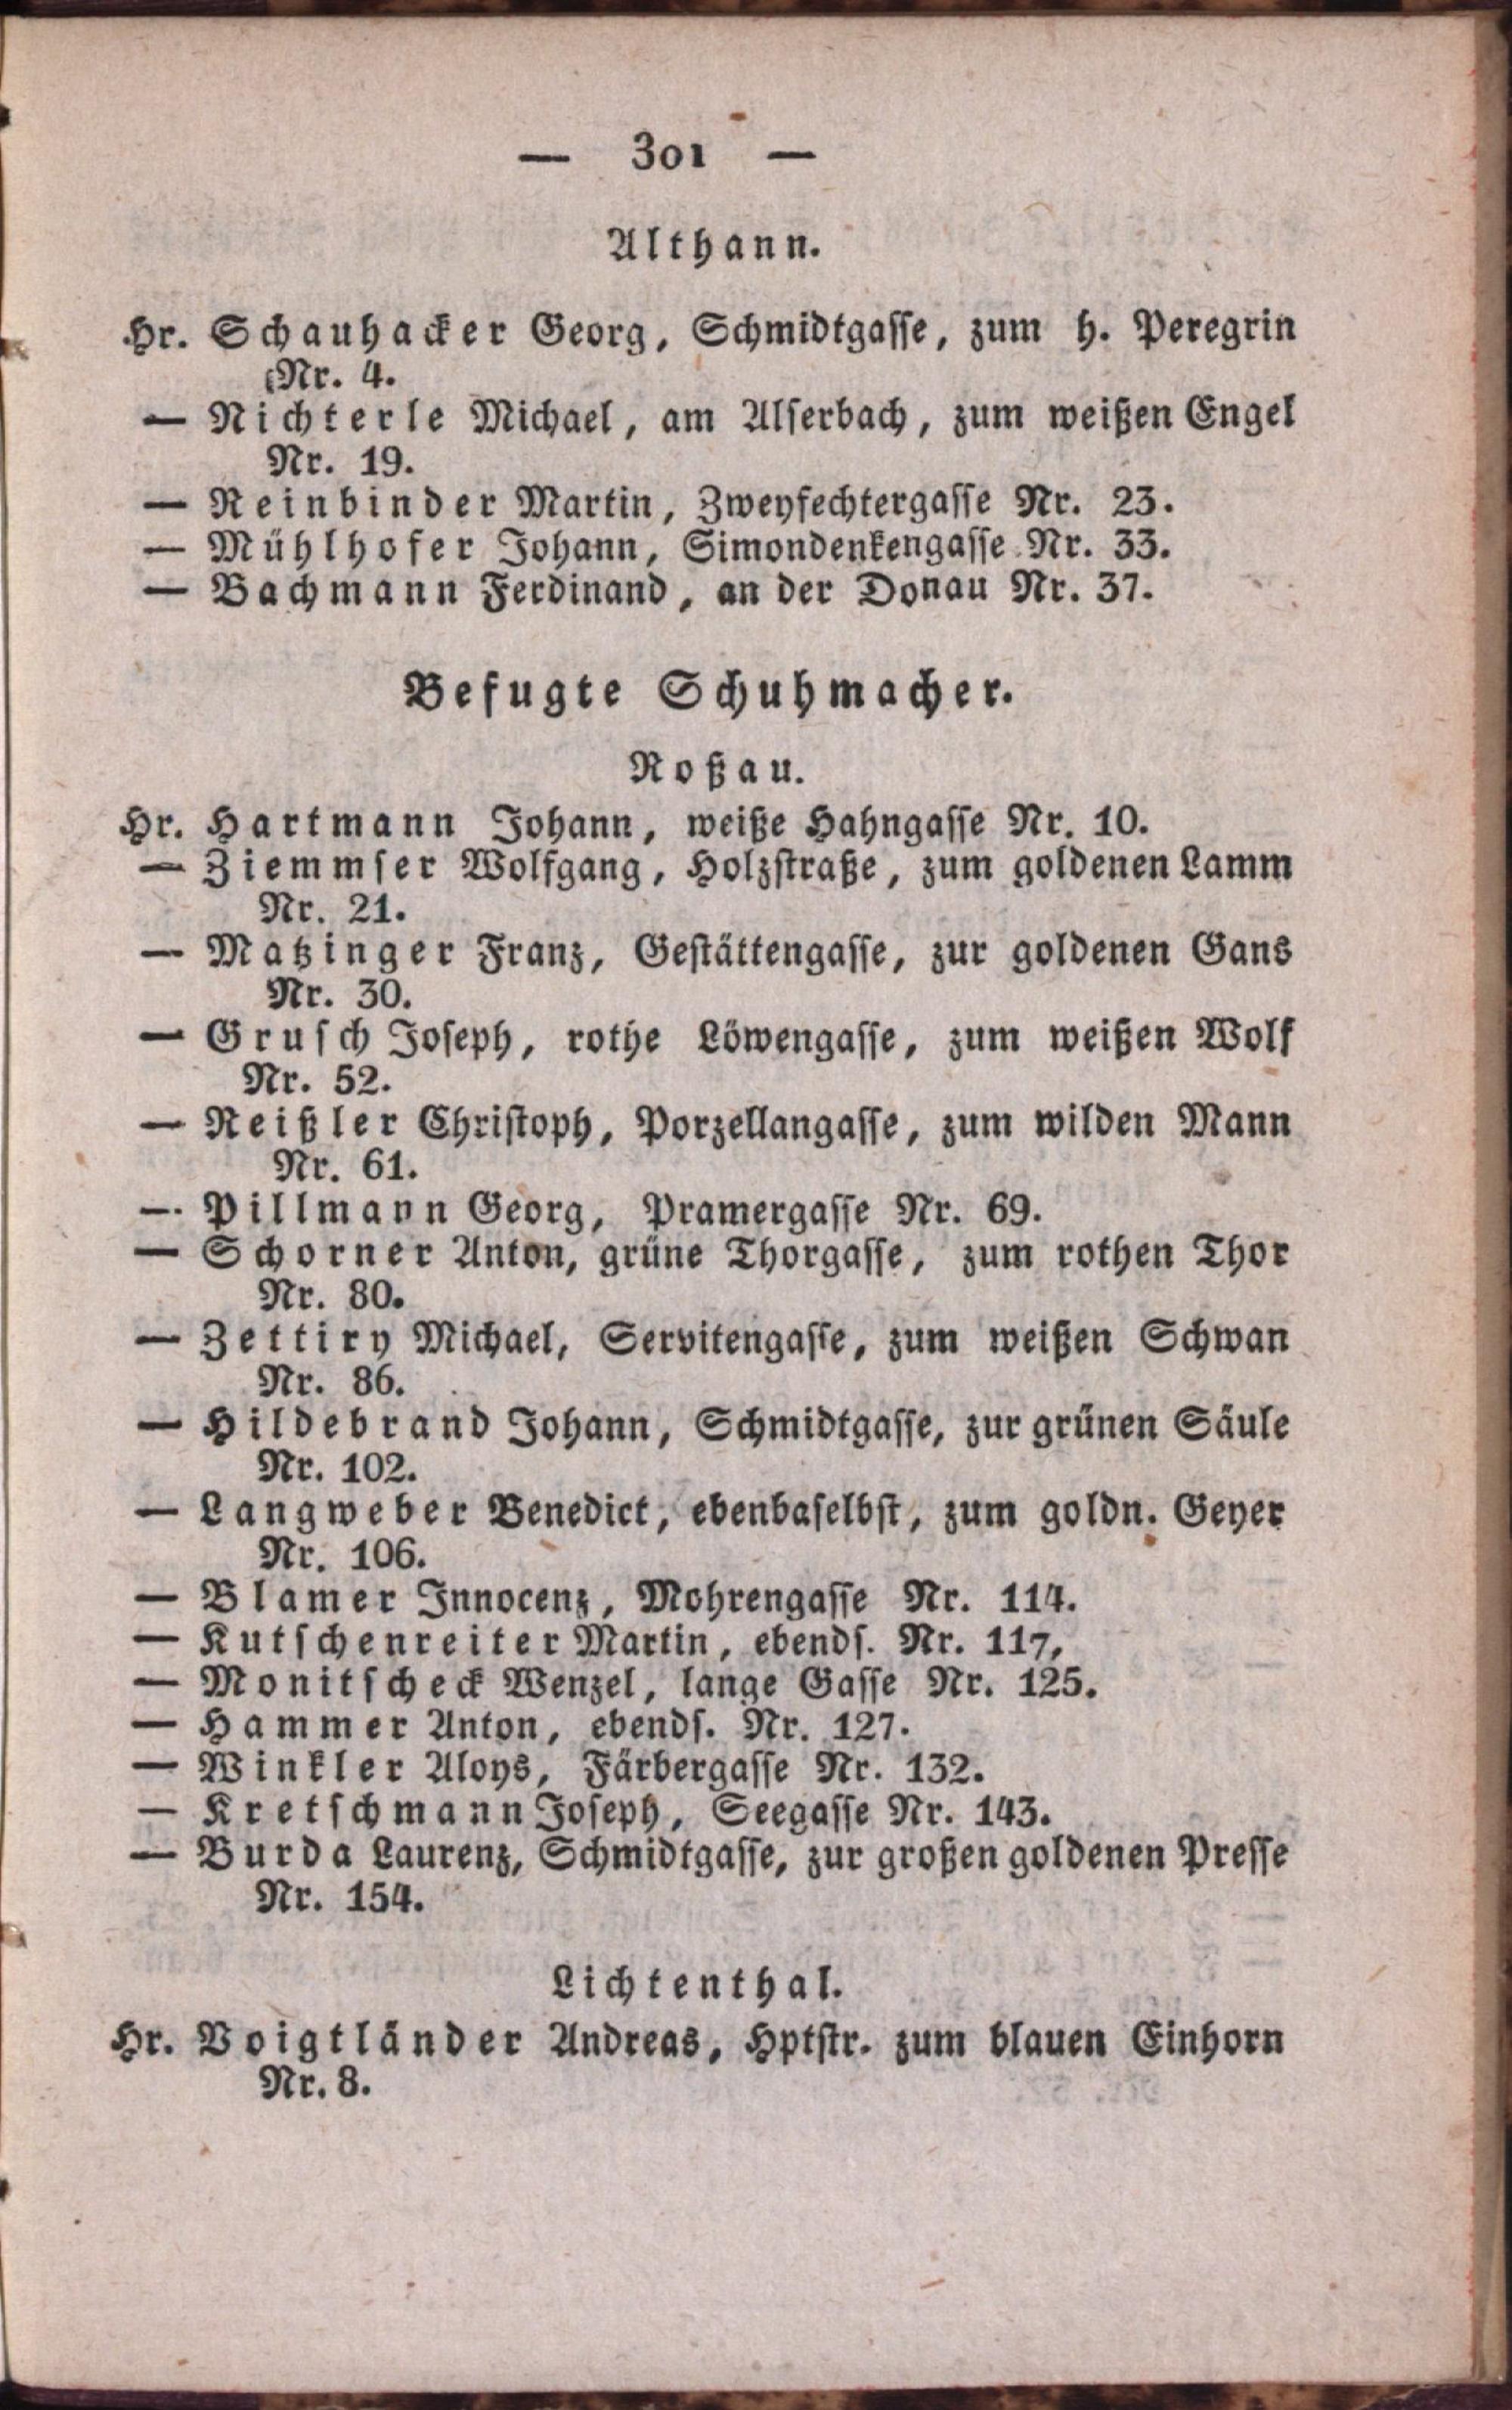 — 301 —
Althann.
Hr. Schauhacker Georg, Schmidtgasse, zum h. Peregrin
Nr. 4.
— Nichterle Michael, am Alserbach, zum weißen Engel
Nr. 19.
— Reinbinder Martin, Zweyfechtergasse Nr. 23.
— Mühlhofer Johann, Simondenkengasse Nr. 33.
— Bachmann Ferdinand, an der Donau Nr. 37.
Befugte Schuhmacher.
Roßau.
Hr. Hartmann Johann, weiße Hahngasse Nr. 10.
— Ziemmser Wolfgang, Holzstraße, zum goldenen Lamm
Nr. 21.
— Matzinger Franz, Gestättengasse, zur goldenen Gans
Nr. 30.
— Grusch Joseph, rothe Löwengasse, zum weißen Wolf
Nr. 52.
— Reißler Christoph, Porzellangasse, zum wilden Mann
Nr. 61.
— Pillmann Georg, Pramergasse Nr. 69.
— Schorner Anton, grüne Thorgasse, zum rothen Thor
Nr. 80.
— Zettiry Michael, Servitengasse, zum weißen Schwan
Nr. 86.
— Hildebrand Johann, Schmidtgasse, zur grünen Säule
Nr. 102.
— Langweber Benedict, ebenbaselbst, zum goldn. Geyer
Nr. 106.
— Blamer Innocenz, Mohrengasse Nr. 114.
— Kutschenreiter Martin, ebends. Nr. 117,
— Monitscheck Wenzel, lange Gasse Nr. 125.
— Hammer Anton, ebends. Nr. 127.
— Winkler Aloys, Färbergasse Nr. 132.
— Kretschmann Joseph, Seegasse Nr. 143.
— Burda Laurenz, Schmidtgasse, zur großen goldenen Presse
Nr. 154.
Lichtenthal.
Hr. Voigtländer Andreas, Hptstr. zum blauen Einhorn
Nr. 8.